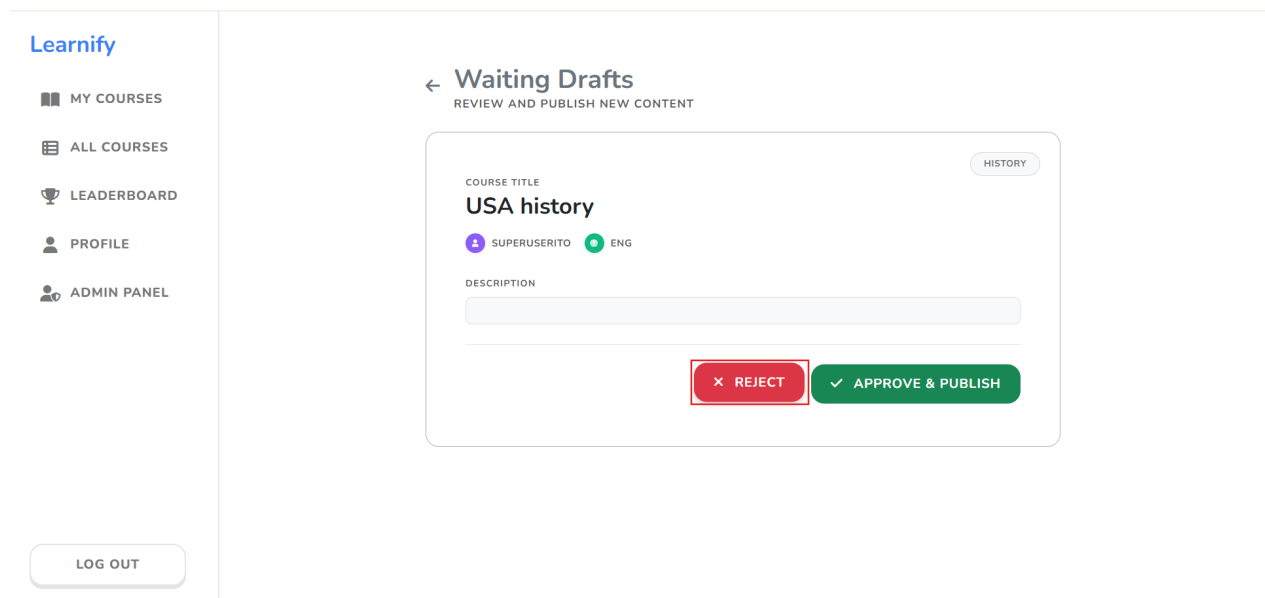 Learnify
MY COURSES
ALL COURSES
LEADERBOARD
PROFILE
ADMIN PANEL
LOG OUT
Waiting Drafts
REVIEW AND PUBLISH NEW CONTENT
HISTORY
COURSE TITLE
USA history
SUPERUSERITO ENG
DESCRIPTION
REJECT APPROVE & PUBLISH